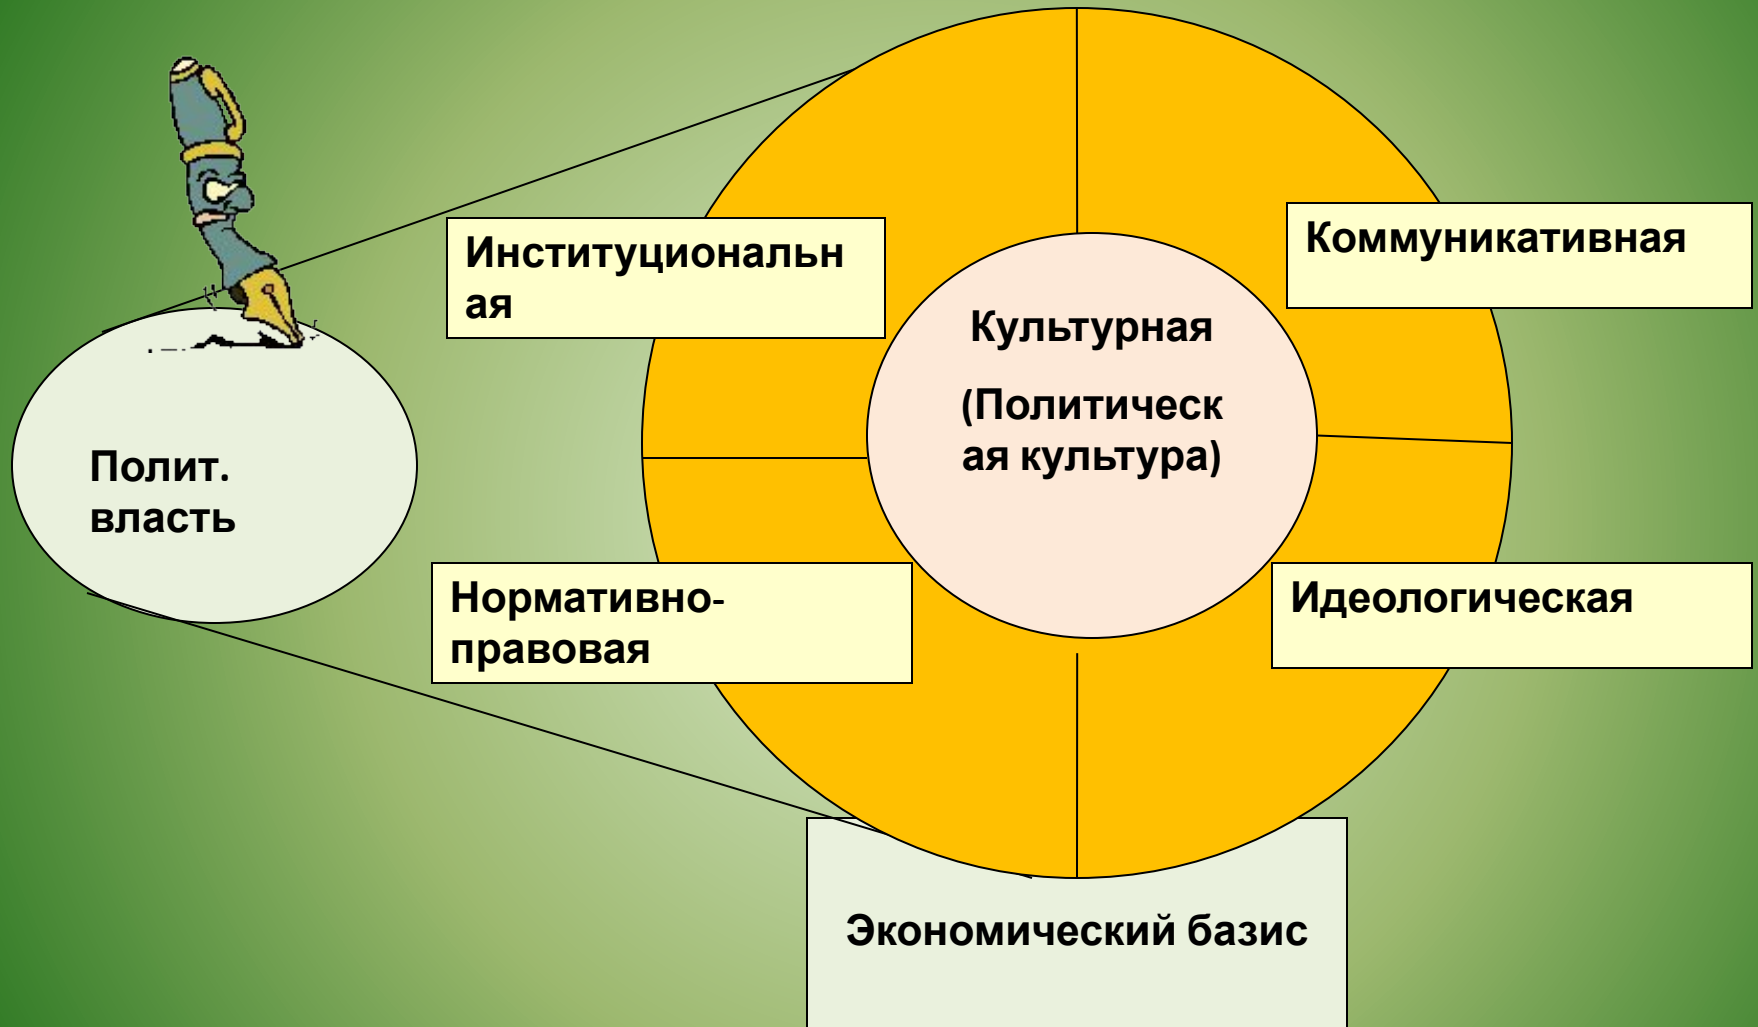 Институциональн
ая
Коммуникативная
Культурная
(Политическ
ая культура)
Полит.
власть
Нормативно-
правовая
Идеологическая
Экономический базис